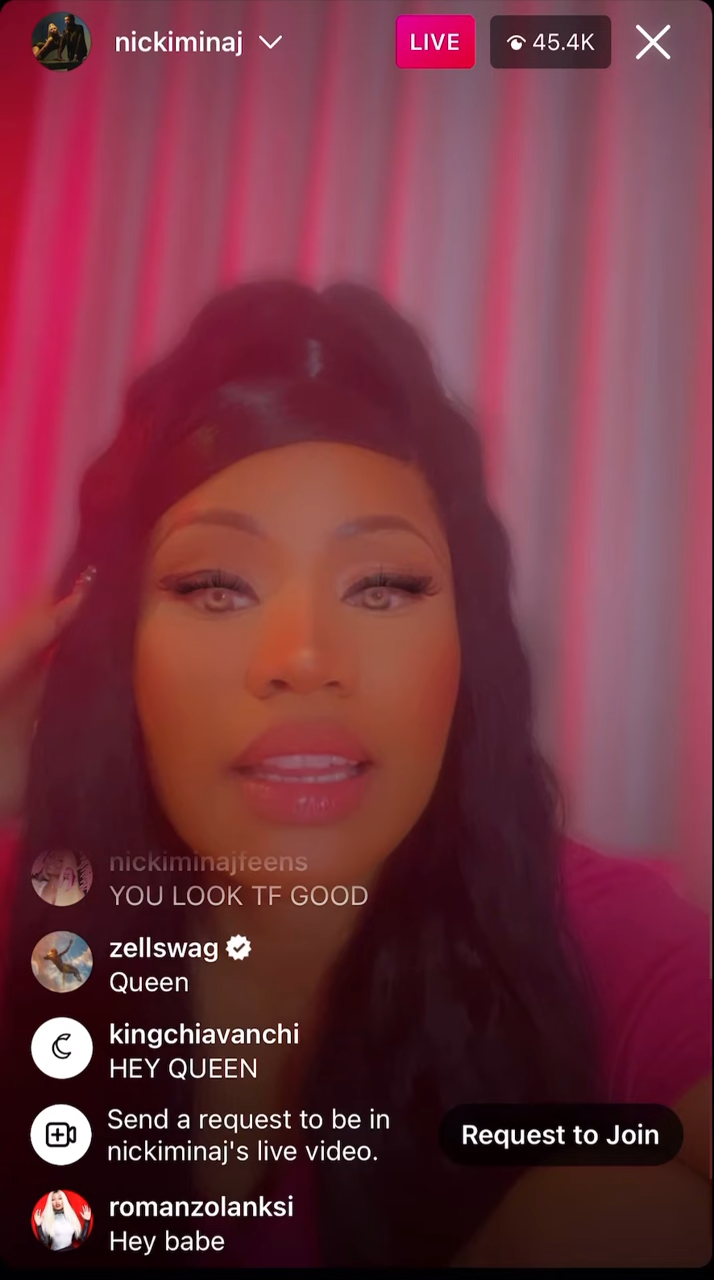 nickiminaj
LIVE
45.4K
nickiminajfeens
YOU LOOK TF GOOD
zellswag
Queen
kingchiavanchi
HEY QUEEN
Send a request to be in
nickiminaj's live video.
Request to Join
romanzolanksi
Hey babe